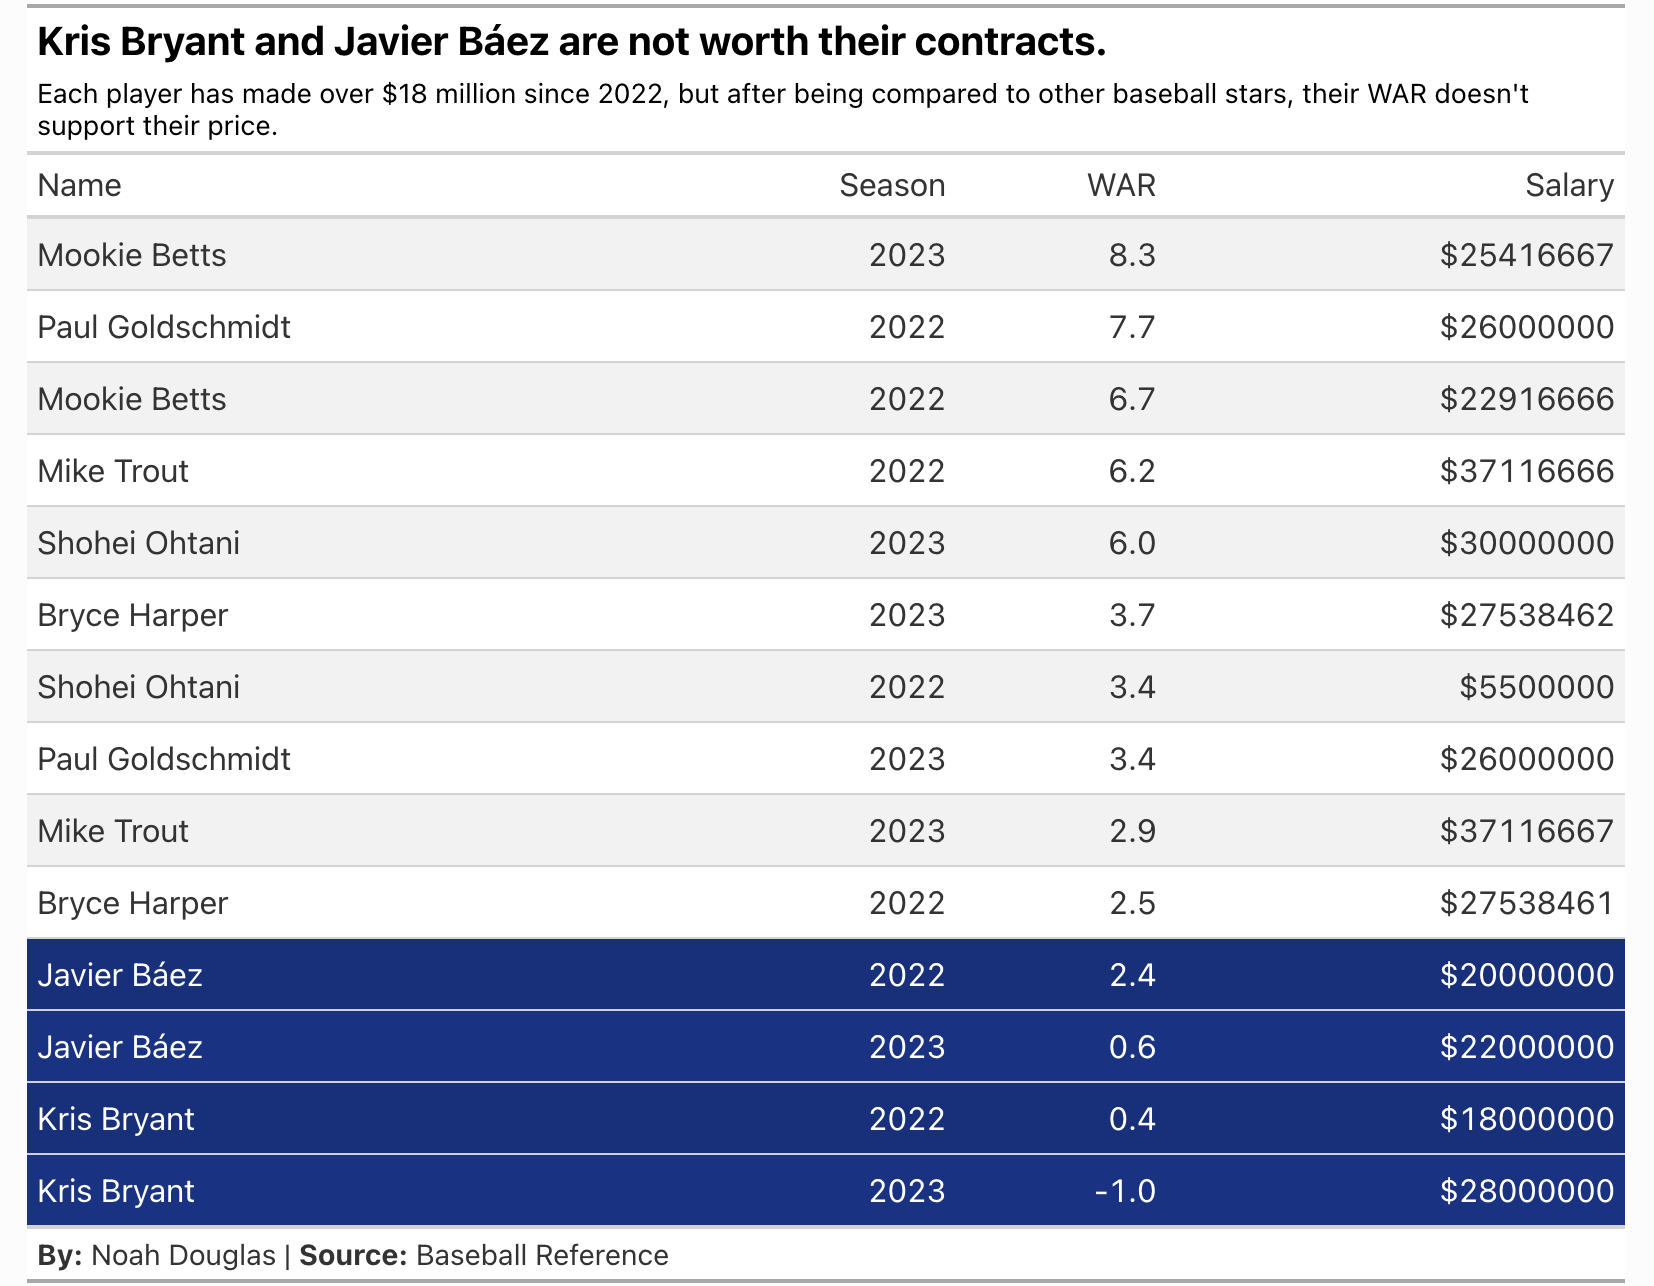 Kris Bryant and Javier Báez are not worth their contracts.
Each player has made over $18 million since 2022, but after being compared to other baseball stars, their WAR doesn't
support their price.
Name Season WAR Salary
Mookie Betts 2023 8.3 $25416667
Paul Goldschmidt 2022 7.7 $26000000
Mookie Betts 2022 6.7 $22916666
Mike Trout 2022 6.2 $37116666
Shohei Ohtani 2023 6.0 $30000000
Bryce Harper 2023 3.7 $27538462
Shohei Ohtani 2022 3.4 $5500000
Paul Goldschmidt 2023 3.4 $26000000
Mike Trout 2023 2.9 $37116667
Bryce Harper 2022 2.5 $27538461
Javier Báez 2022 2.4 $20000000
Javier Báez 2023 0.6 $22000000
Kris Bryant 2022 0.4 $18000000
Kris Bryant 2023 -1.0 $28000000
By: Noah Douglas | Source: Baseball Reference